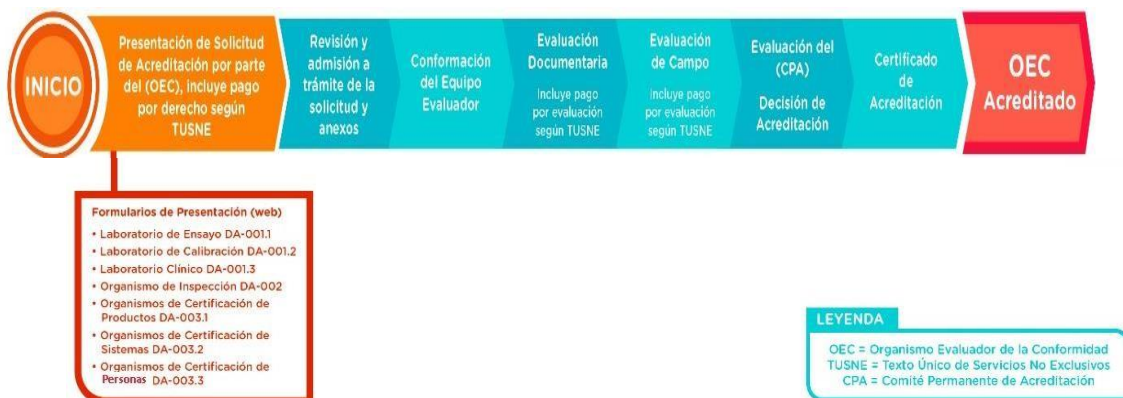 INICIO
Presentación de Solicitud
de Acreditación por parte
del (OEC), incluye pago
por derecho según
TUSNE
Revisión y
admisión a
trámite de la
solicitud y
anexos
Conformación
del Equipo
Evaluador
Evaluación
Documentaria
Incluye pago
por evaluación
según TUSNE
Evaluación
de Campo
Incluye pago
por evaluación
según TUSNE
Evaluación del
(CPA)
Decisión de
Acreditación
Certificado
de
Acreditación
OEC
Acreditado
Formularios de Presentación (web)
• Laboratorio de Ensayo DA-001.1
• Laboratorio de Calibración DA-001.2
• Laboratorio Clínico DA-001.3
• Organismo de Inspección DA-002
• Organismos de Certificación de
Productos DA-003.1
• Organismos de Certificación de
Sistemas DA-003.2
• Organismos de Certificación de
Personas DA-003.3
LEYENDA
OEC = Organismo Evaluador de la Conformidad
TUSNE = Texto Único de Servicios No Exclusivos
CPA = Comité Permanente de Acreditación